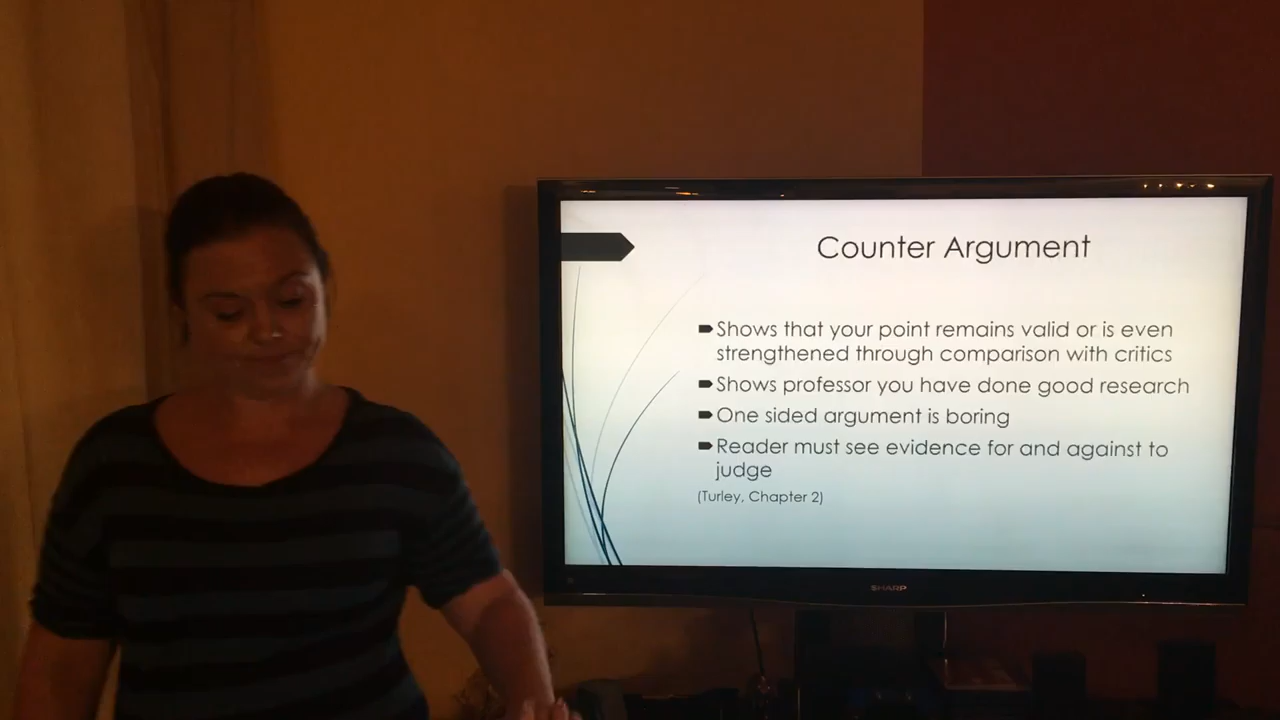 Counter Argument
Shows that your point remains valid or is even
strengthened through comparison with critics
Shows professor you have done good research
One sided argument is boring
Reader must see evidence for and against to
judge
(Turley, Chapter 2)
SHARP